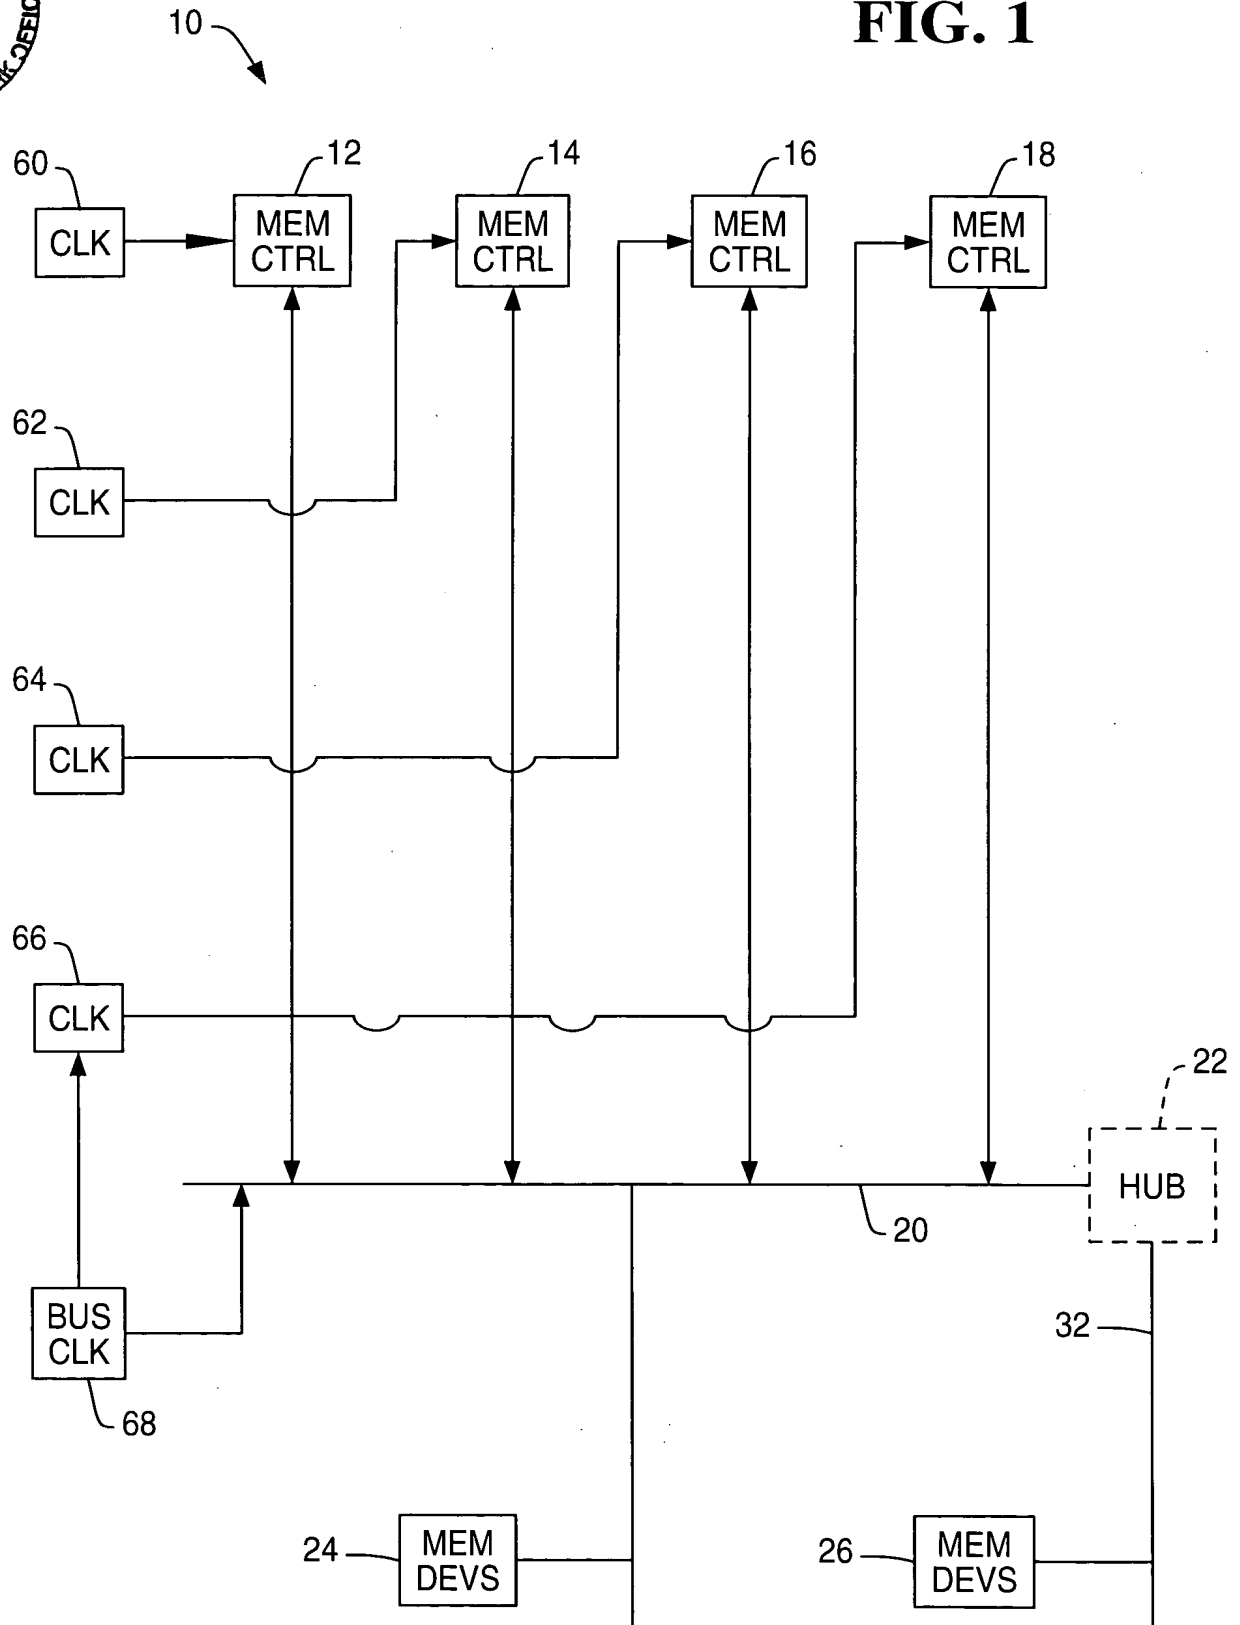 FIG. 1
10
60
12
14
16
18
CLK
MEM
CTRL
MEM
CTRL
MEM
CTRL
MEM
CTRL
62
CLK
64
CLK
66
CLK
22
HUB
20
BUS
CLK
68
32
24
MEM
DEVS
26
MEM
DEVS